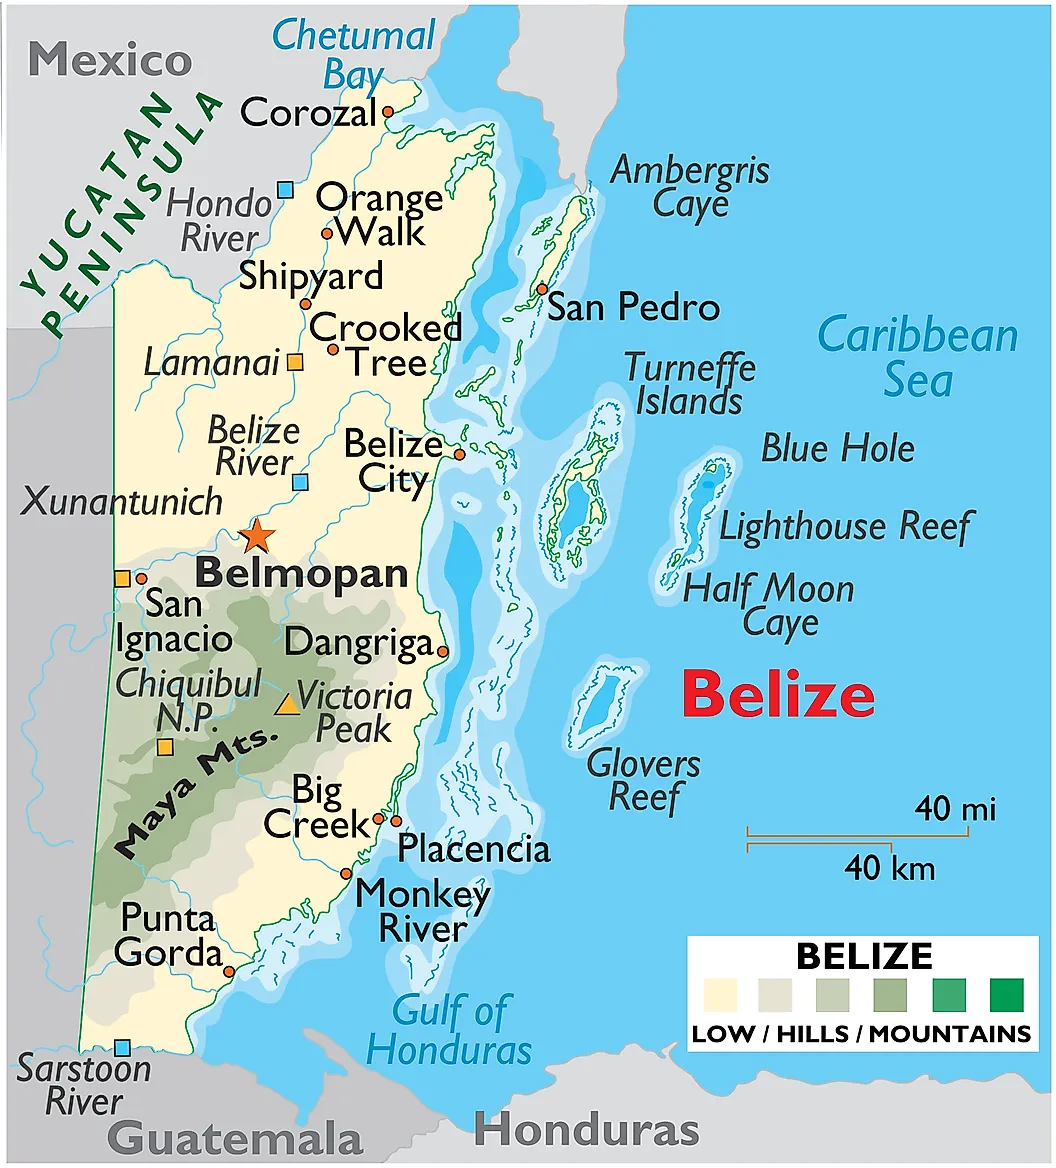 Mexico
Chetumal
Bay
YUCATAN
PENINSULA
Corozal
Hondo
River
Orange
Walk
Ambergris
Caye
Shipyard
San Pedro
Crooked
Tree
Lamanai
Caribbean
Sea
Turneffe
Islands
Belize
River
Belize
City
Blue Hole
Xunantunich
Lighthouse Reef
Belmopan
Half Moon
Caye
San
Ignacio
Dangriga
Chiquibul
N.P.
Victoria
Peak
Belize
Maya Mts.
Glovers
Reef
Big
Creek
40 mi
Placencia
40 km
Monkey
River
Punta
Gorda
BELIZE
LOW / HILLS / MOUNTAINS
Gulf of
Honduras
Sarstoon
River
Guatemala
Honduras